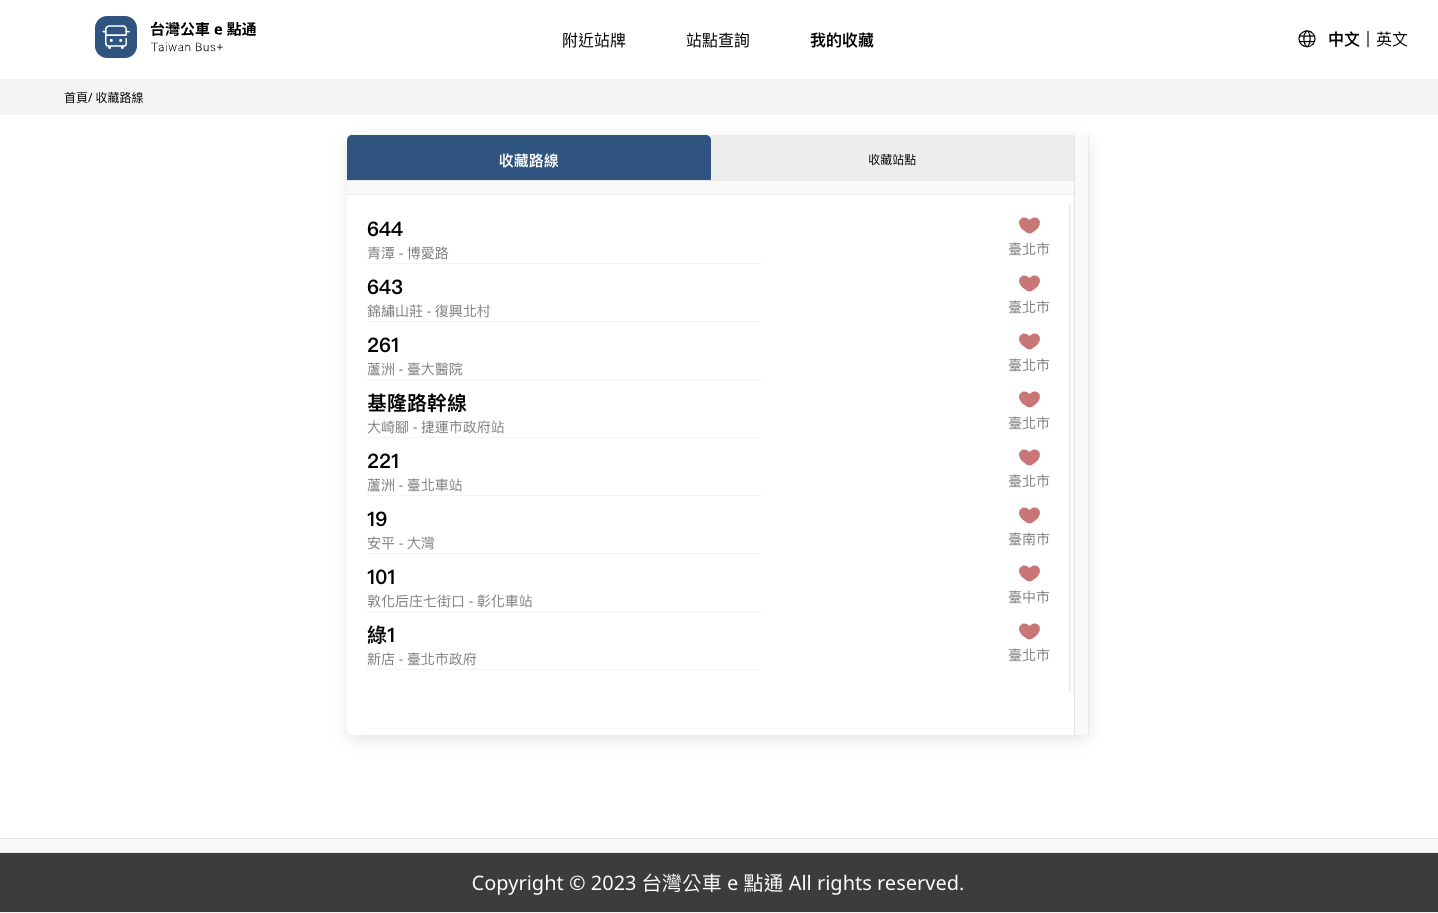 台灣公車 e 點通
Taiwan Bus+
附近站牌
站點查詢
我的收藏
中文｜英文
首頁/ 收藏路線
收藏路線
收藏站點
644
青潭 - 博愛路
臺北市
643
錦繡山莊 - 復興北村
臺北市
261
蘆洲 - 臺大醫院
臺北市
基隆路幹線
大崎腳 - 捷運市政府站
臺北市
221
蘆洲 - 臺北車站
臺北市
19
安平 - 大灣
臺南市
101
敦化后庄七街口 - 彰化車站
臺中市
綠1
新店 - 臺北市政府
臺北市
Copyright © 2023 台灣公車 e 點通 All rights reserved.